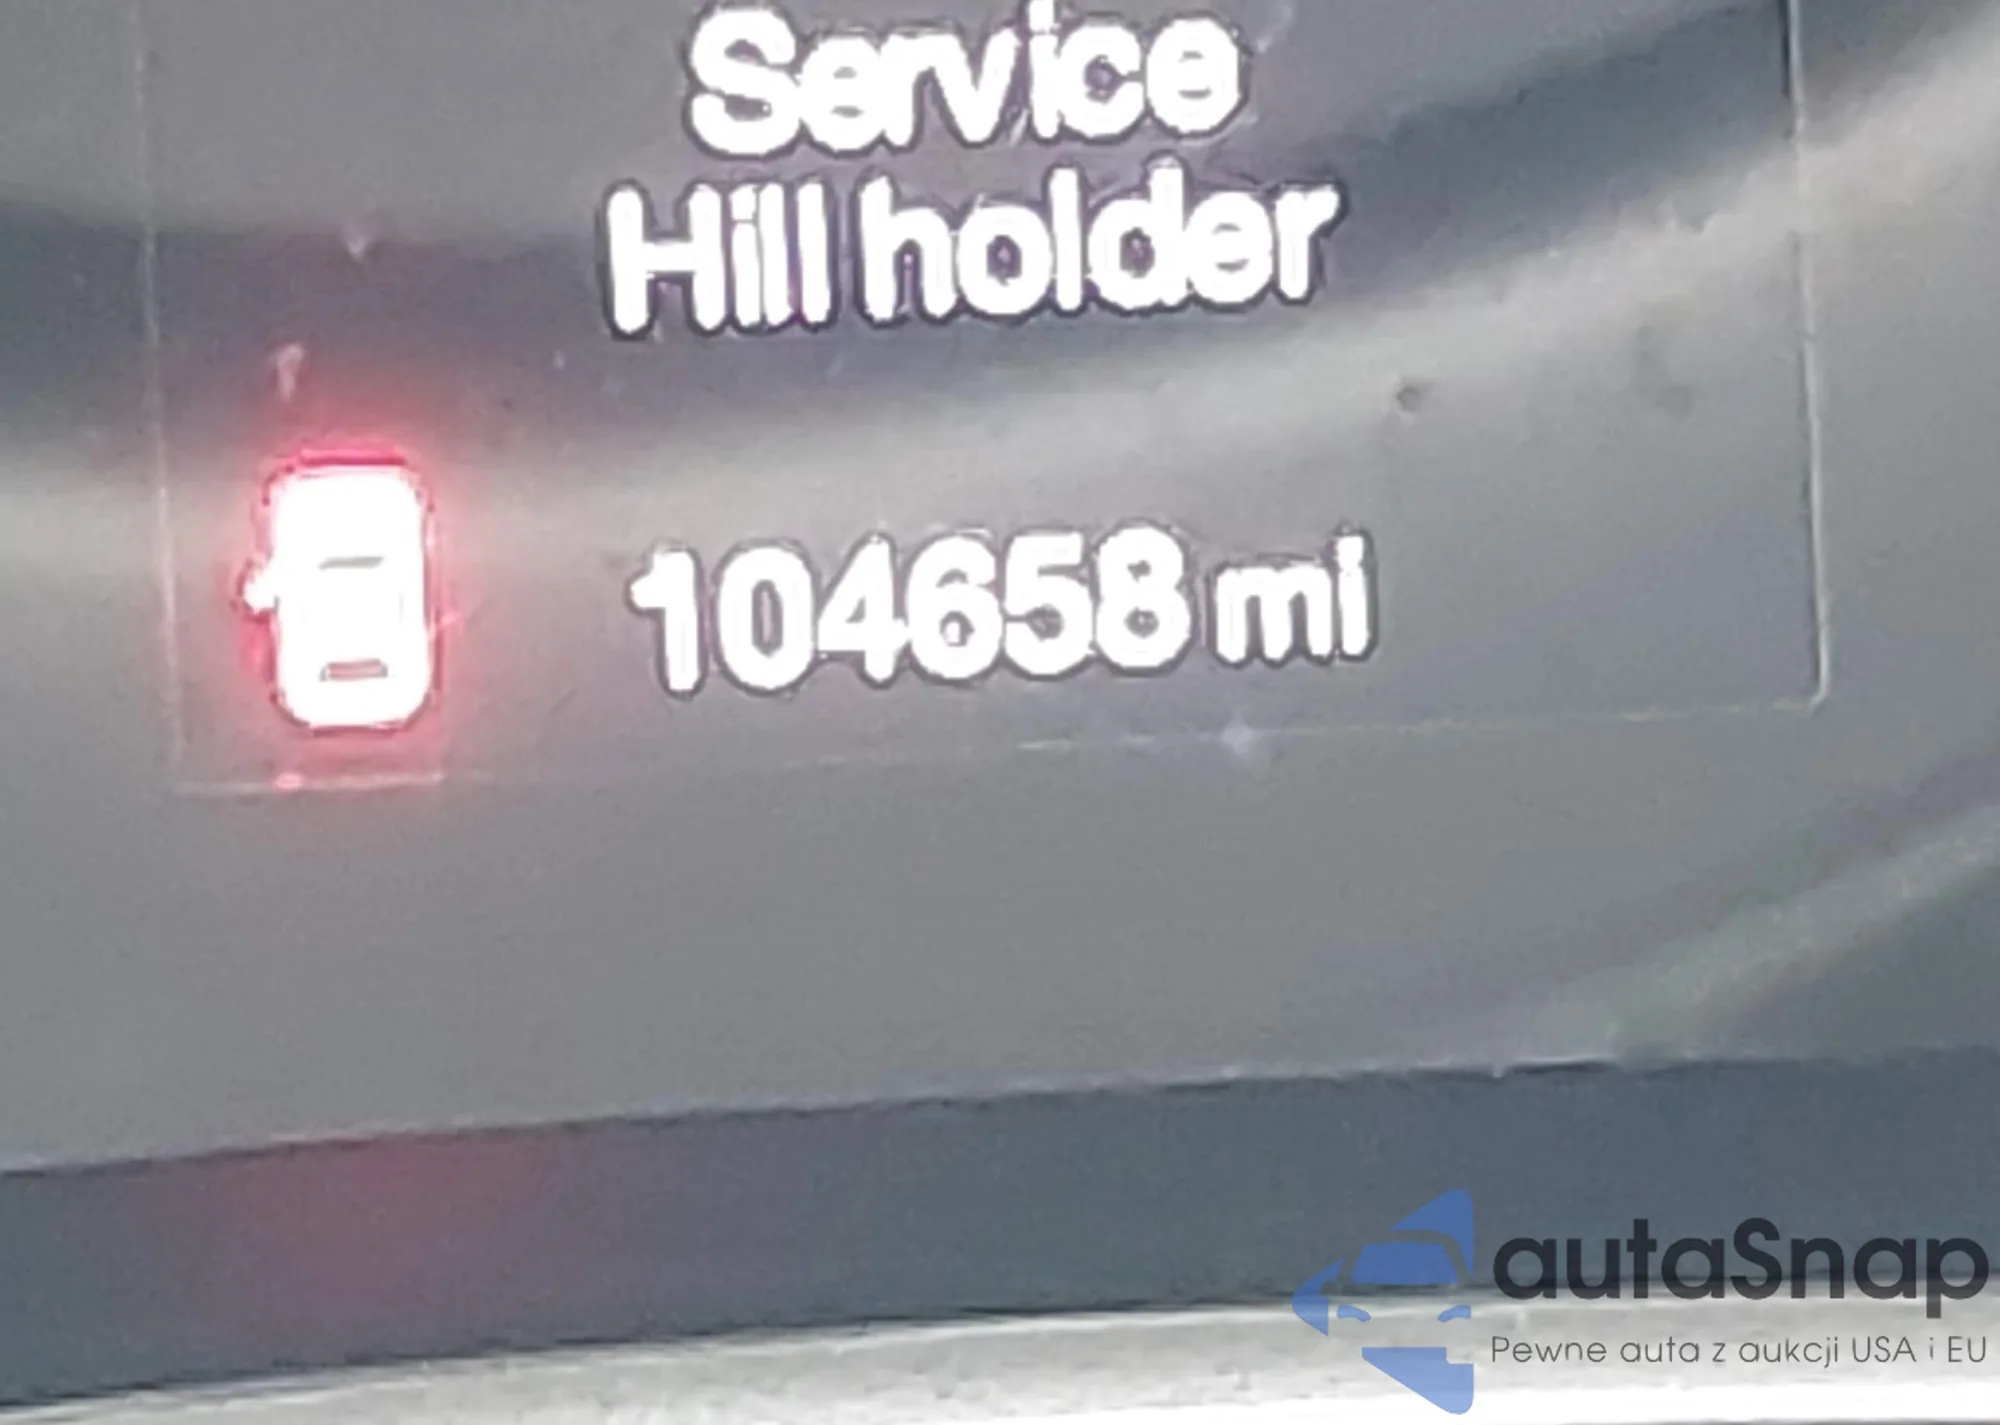 Service
Hill holder
104658 mi
autaSnap
Pewne auta z aukcji USA i EU